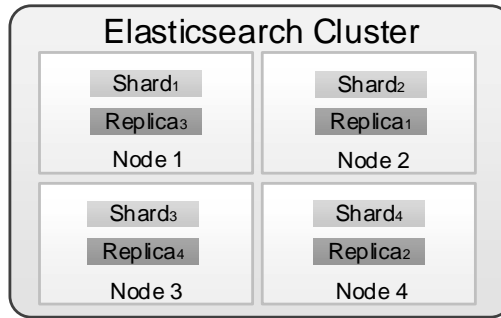 Elasticsearch Cluster
Shard1
Replica3
Node 1
Shard2
Replica1
Node 2
Shard3
Replica4
Node 3
Shard4
Replica2
Node 4